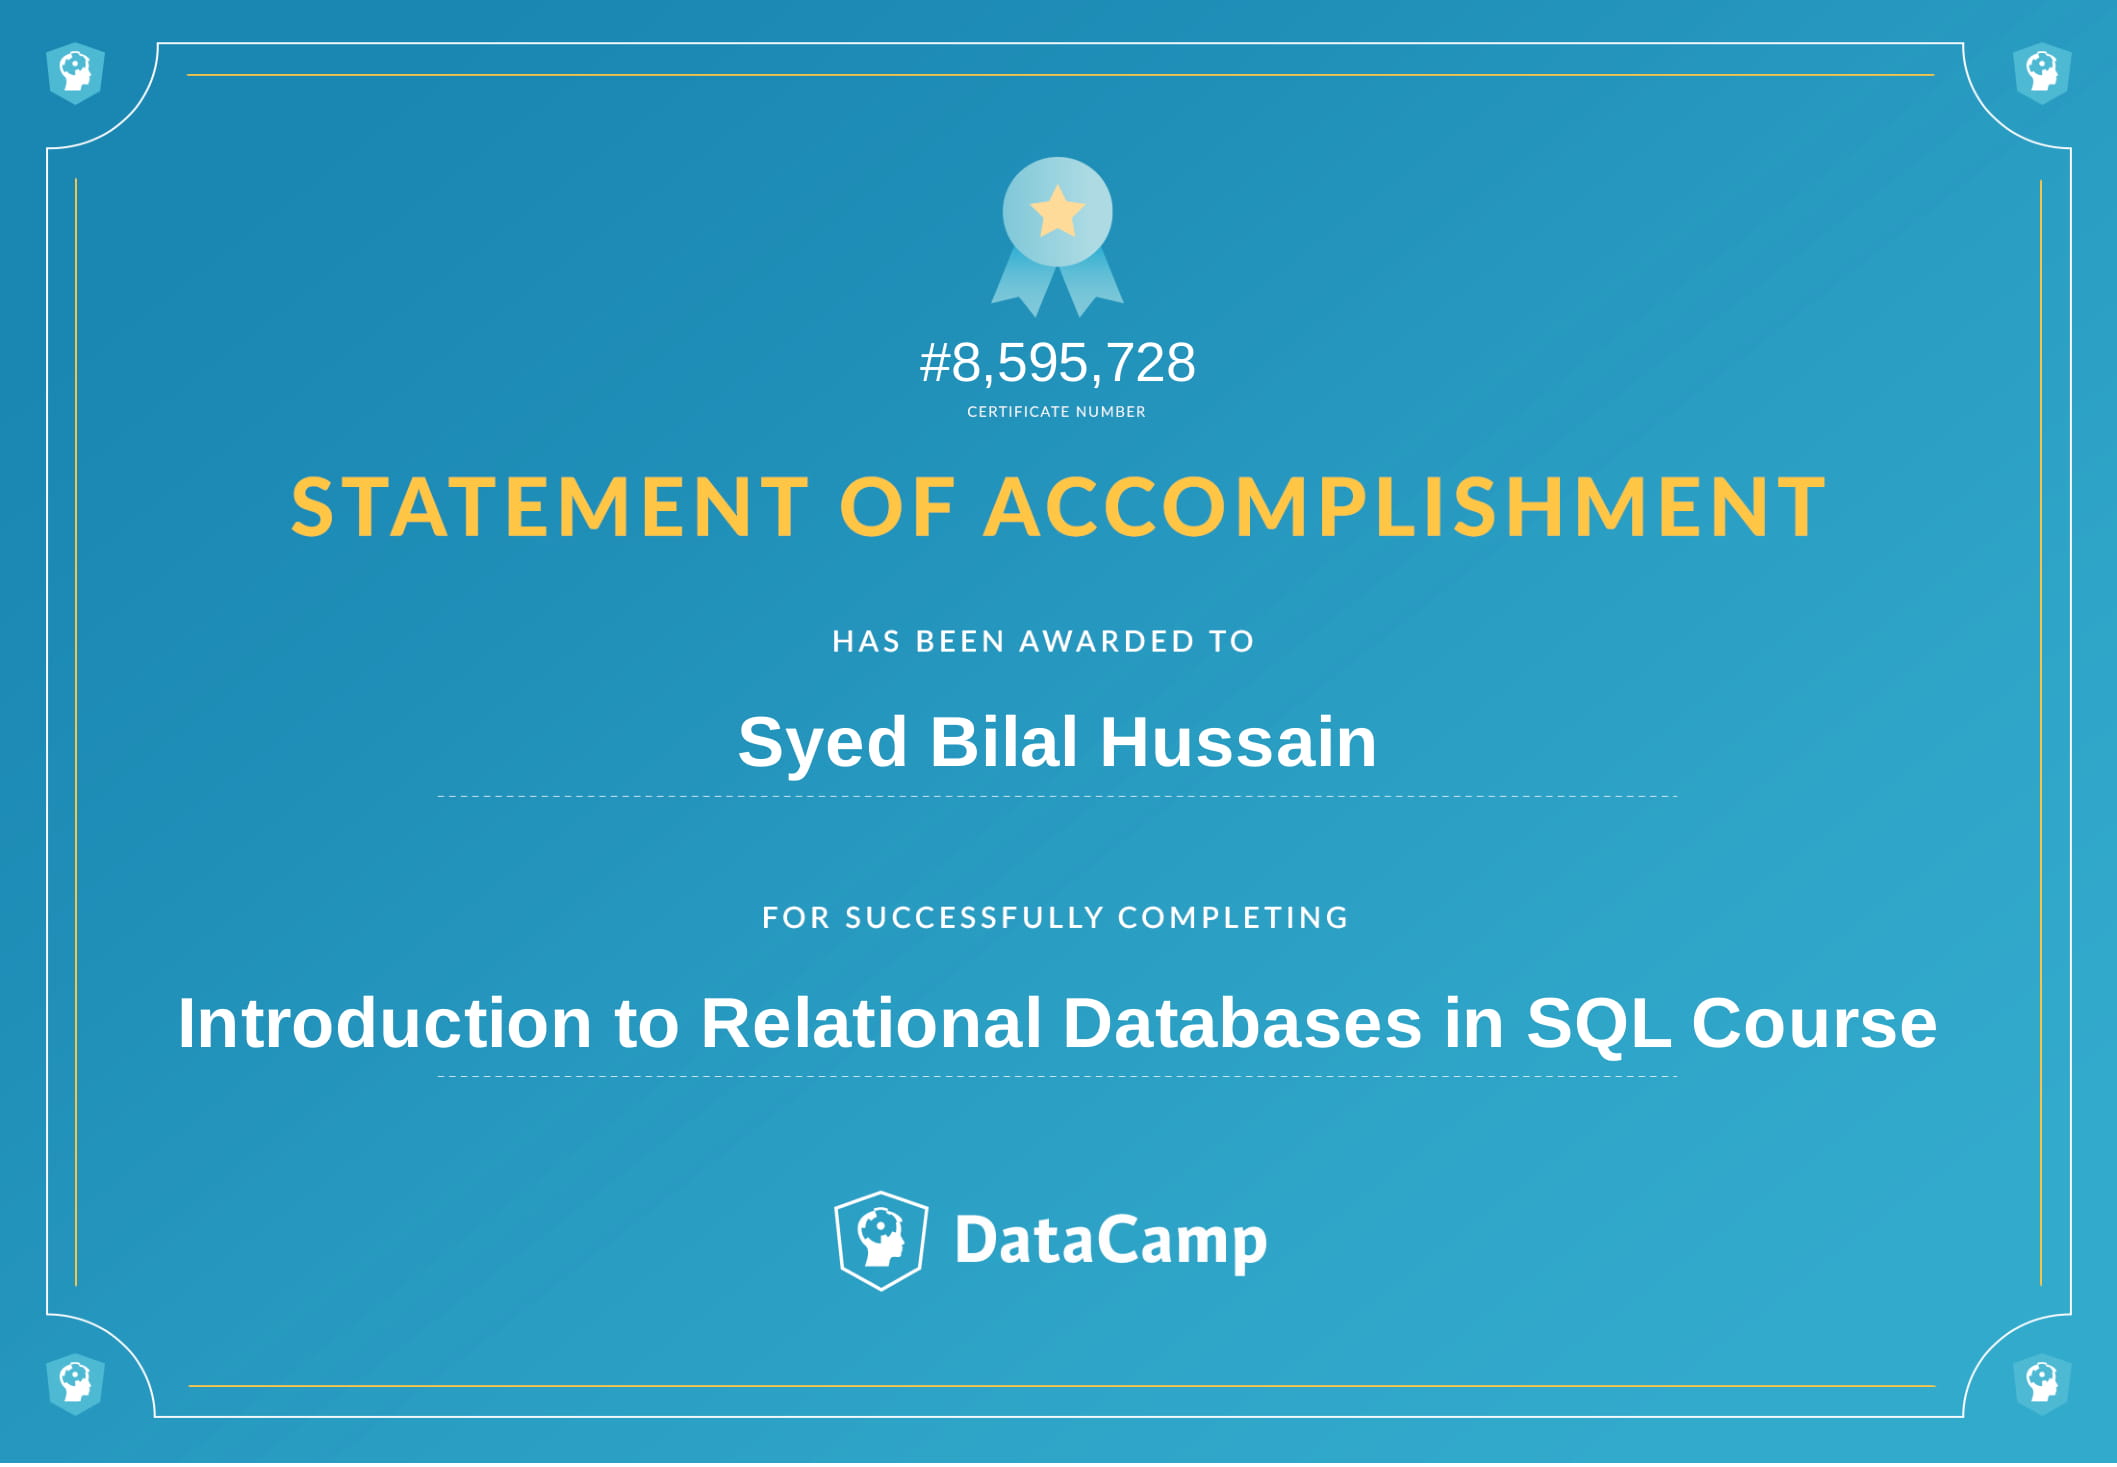 #8,595,728
CERTIFICATE NUMBER
STATEMENT OF ACCOMPLISHMENT
HAS BEEN AWARDED TO
Syed Bilal Hussain
FOR SUCCESSFULLY COMPLETING
Introduction to Relational Databases in SQL Course
DataCamp